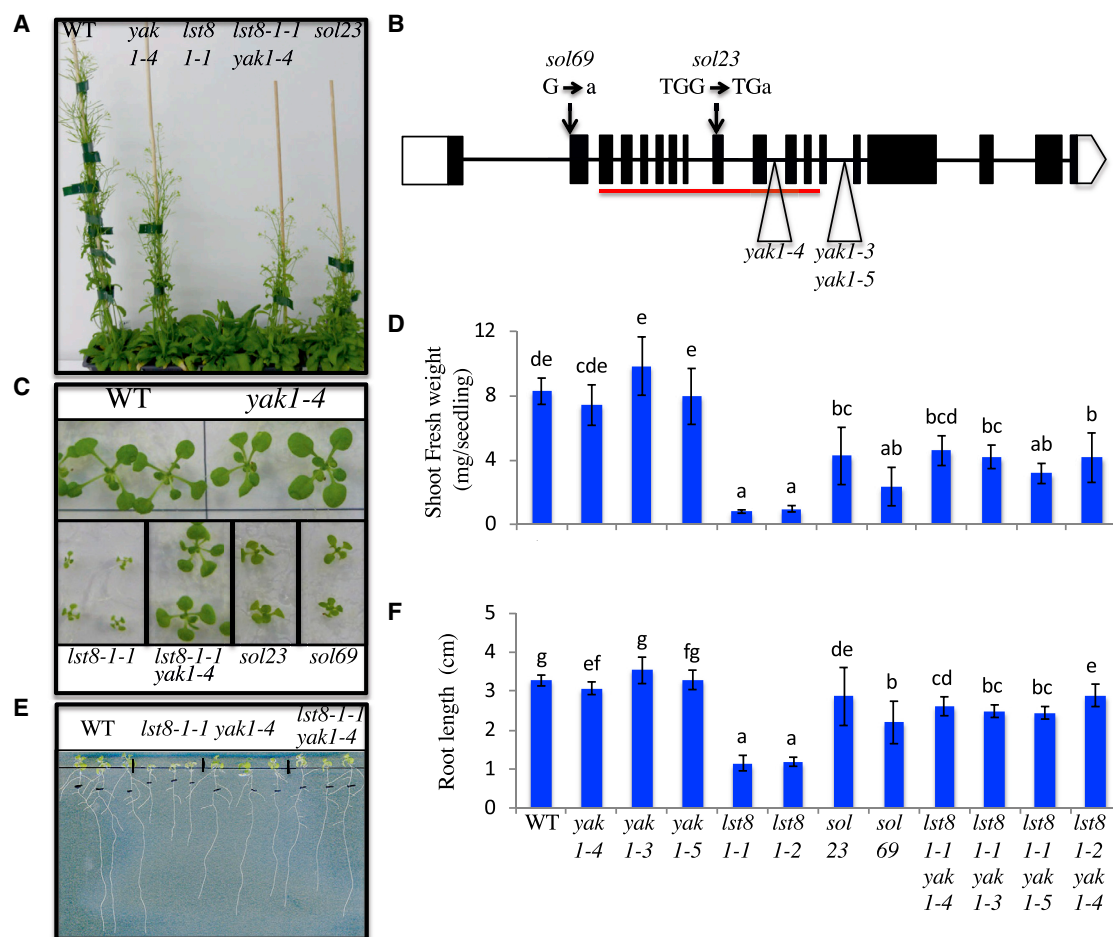 A
WT yak lst8 lst8-1-1 sol23
1-4 1-1 yak1-4
B
sol69 sol23
G → a TGG → TGa
yak1-4 yak1-3
yak1-5
C
WT yak1-4
lst8-1-1 lst8-1-1 sol23 sol69
yak1-4
D
Shoot Fresh weight
(mg/seedling)
12
8
4
0
de cde e e a a bc ab bcd bc ab b
E
WT lst8-1-1 yak1-4 lst8-1-1
yak1-4
F
Root length (cm)
5
4
3
2
1
0
g ef g fg a a de b cd bc bc e
WT yak yak yak lst8 lst8 sol sol lst8 lst8 lst8 lst8
1-4 1-3 1-5 1-1 1-2 23 69 1-1 1-1 1-1 1-2
yak yak yak yak
1-4 1-3 1-5 1-4